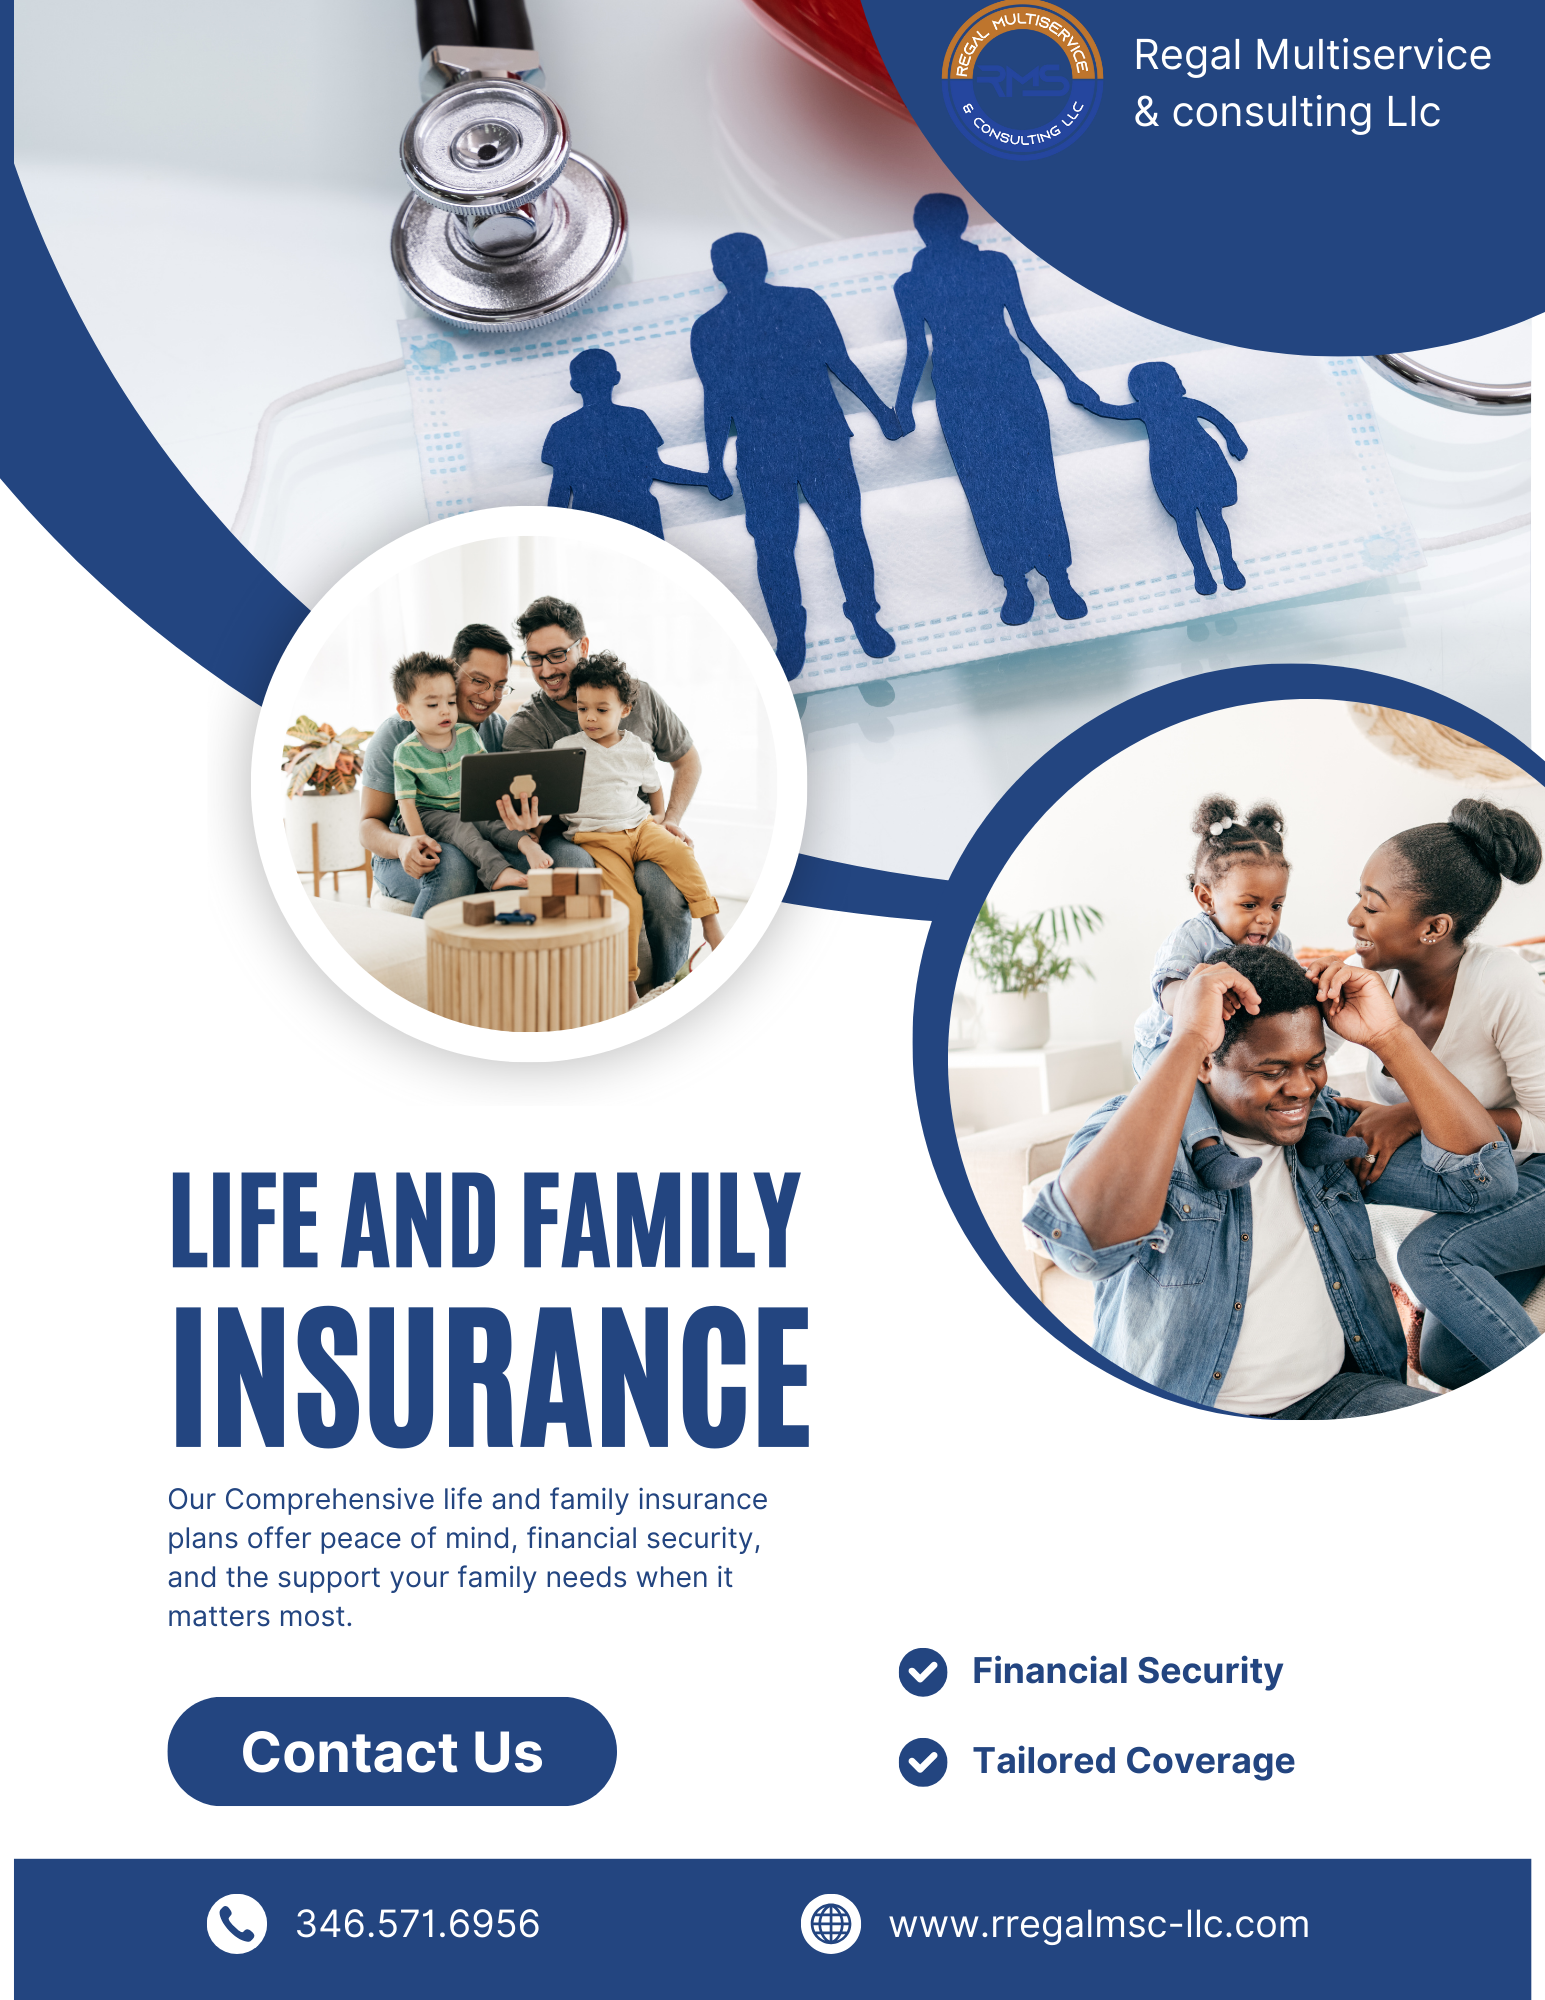 REGAL MULTISERVICE
RMS
& CONSULTING LLC
Regal Multiservice
& consulting Llc
LIFE AND FAMILY
INSURANCE
Our Comprehensive life and family insurance
plans offer peace of mind, financial security,
and the support your family needs when it
matters most.
Contact Us
Financial Security
Tailored Coverage
346.571.6956
www.rregalmsc-llc.com